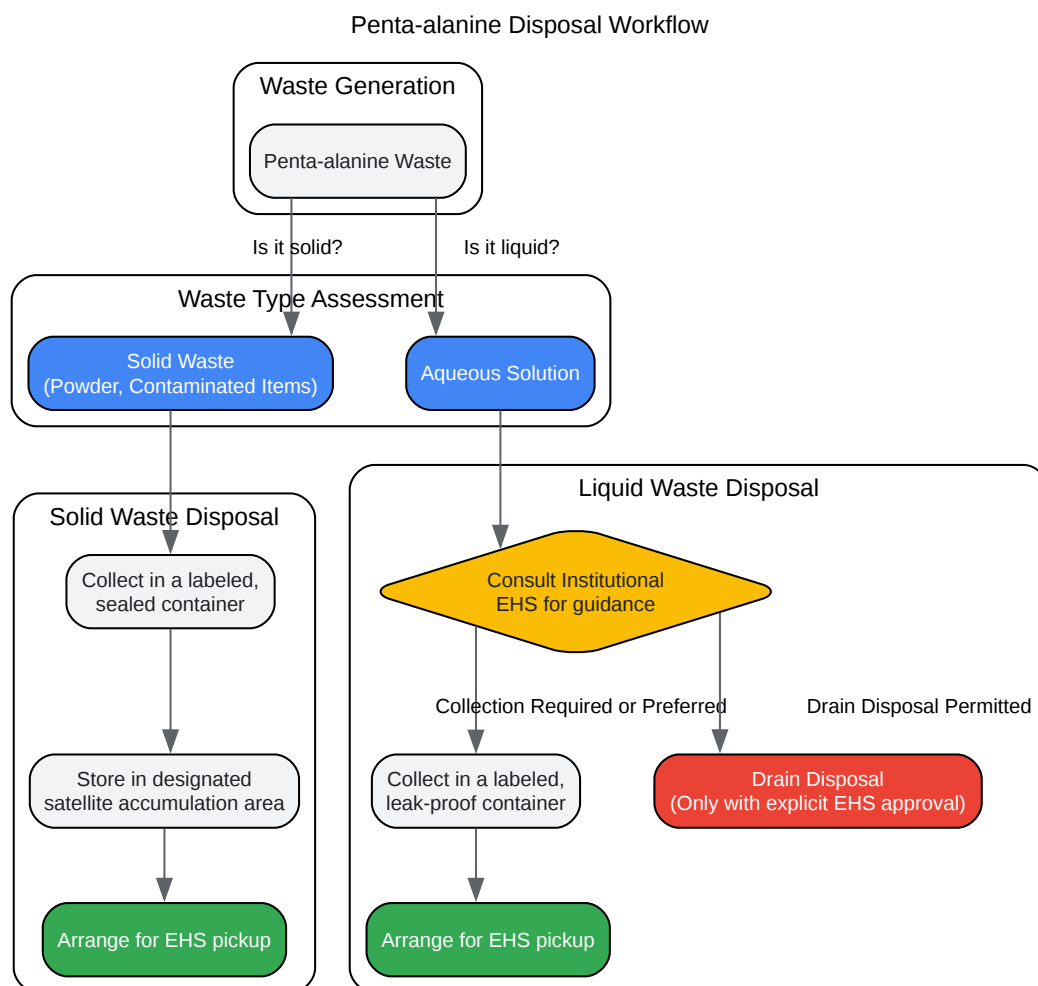 Penta-alanine Disposal Workflow
Waste Generation
Penta-alanine Waste
Is it solid?
Is it liquid?
Waste Type Assessment
Solid Waste
(Powder, Contaminated Items)
Aqueous Solution
Solid Waste Disposal
Collect in a labeled,
sealed container
Store in designated
satellite accumulation area
Arrange for EHS pickup
Liquid Waste Disposal
Consult Institutional
EHS for guidance
Collection Required or Preferred
Drain Disposal Permitted
Collect in a labeled,
leak-proof container
Drain Disposal
(Only with explicit EHS approval)
Arrange for EHS pickup